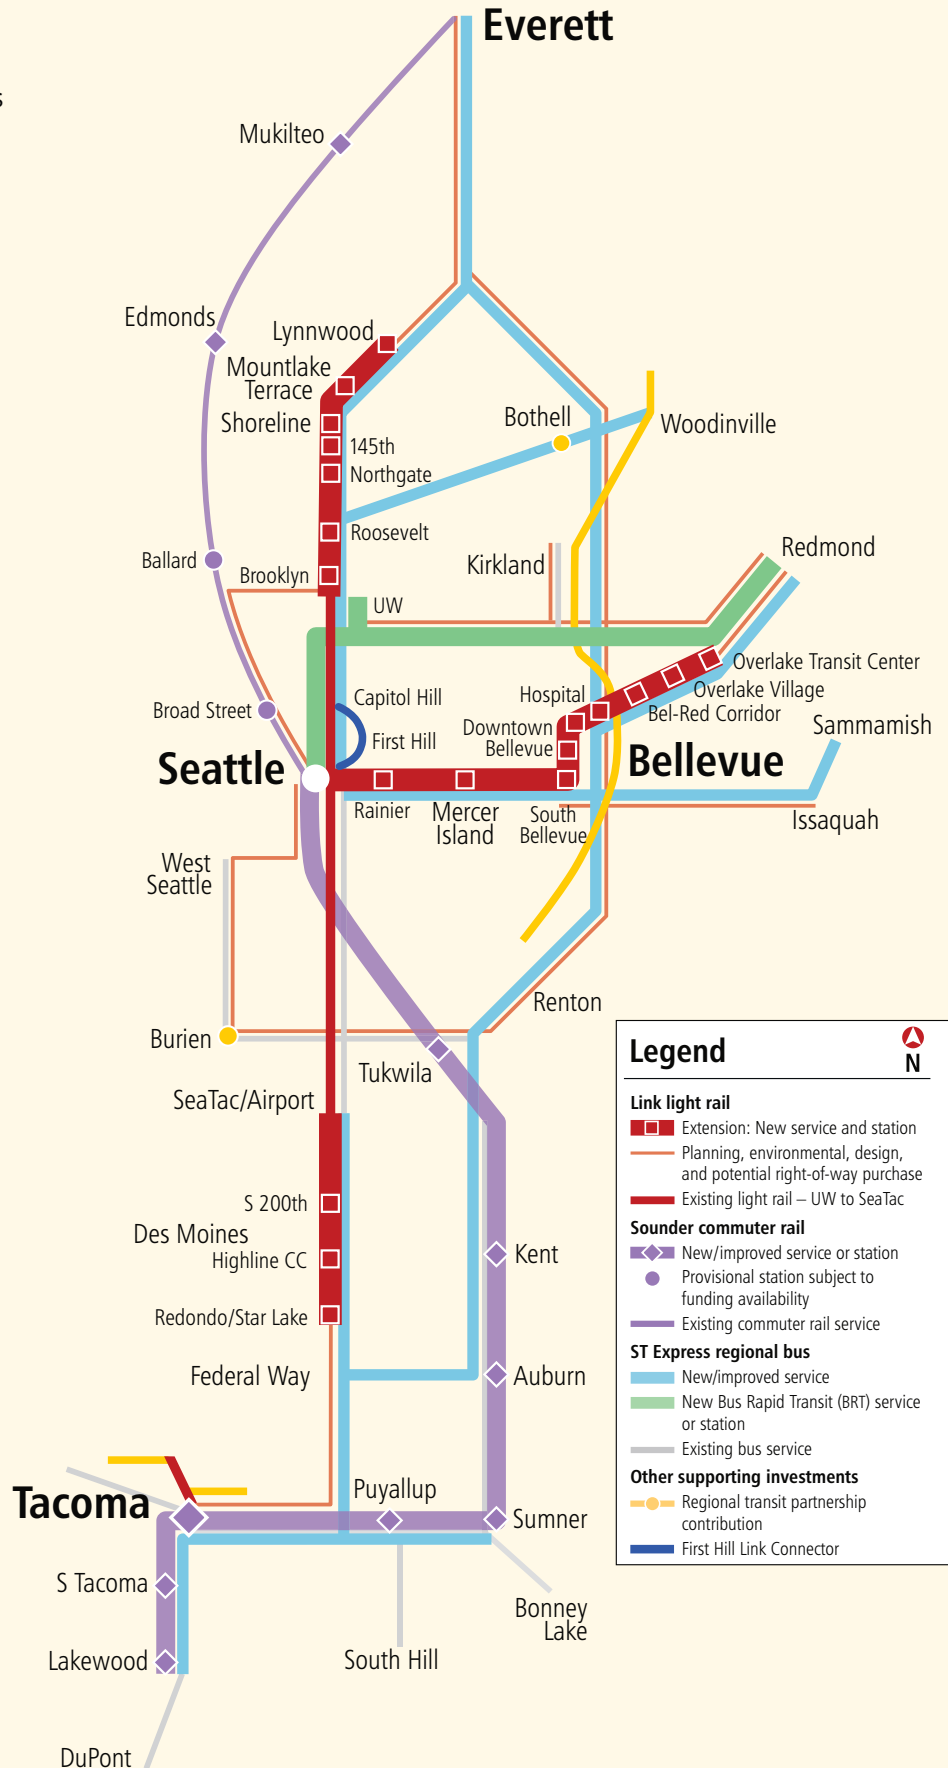 Everett
s
Mukilteo
Edmonds
Lynnwood
Mountlake
Terrace
Shoreline
145th
Northgate
Bothell
Woodinville
Roosevelt
Ballard
Brooklyn
Kirkland
Redmond
UW
Overlake Transit Center
Overlake Village
Bel-Red Corridor
Hospital
Capitol Hill
Broad Street
First Hill
Downtown
Bellevue
Sammamish
Seattle
Bellevue
Rainier
Mercer
Island
South
Bellevue
Issaquah
West
Seattle
Renton
Burien
Tukwila
SeaTac/Airport
S 200th
Des Moines
Highline CC
Kent
Redondo/Star Lake
Federal Way
Auburn
Tacoma
Puyallup
Sumner
S Tacoma
Bonney
Lake
Lakewood
South Hill
DuPont
Legend
N
Link light rail
Extension: New service and station
Planning, environmental, design,
and potential right-of-way purchase
Existing light rail – UW to SeaTac
Sounder commuter rail
New/improved service or station
Provisional station subject to
funding availability
Existing commuter rail service
ST Express regional bus
New/improved service
New Bus Rapid Transit (BRT) service
or station
Existing bus service
Other supporting investments
Regional transit partnership
contribution
First Hill Link Connector